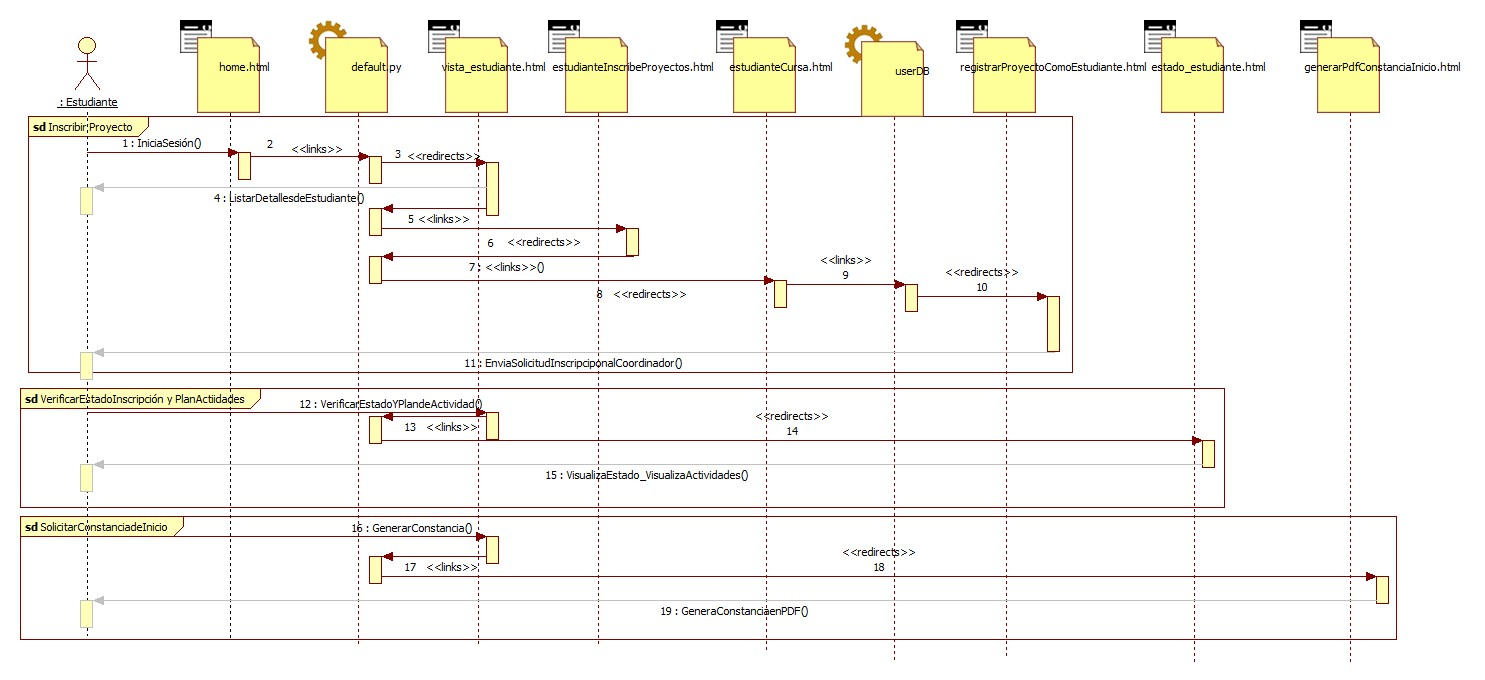 home.html
default.py
vista_estudiante.html
estudianteInscribeProyectos.html
estudianteCursa.html
userDB
registrarProyectoComoEstudiante.html
estado_estudiante.html
generarPdfConstanciaInicio.html
: Estudiante
sd Inscribir Proyecto
1 : IniciaSesión()
2 <<links>>
3 <<redirects>>
4 : ListarDetallesdeEstudiante()
5 <<links>>
6 <<redirects>>
7 : <<links>>()
8 <<redirects>>
<<links>>
9
<<redirects>>
10
11 : EnviaSolicitudInscripciponalCoordinador()
sd VerificarEstadoInscripción y PlanActiidades
12 : VerificarEstadoYPlandeActividad()
13 <<links>>
<<redirects>>
14
15 : VisualizaEstado_VisualizaActividades()
sd SolicitarConstanciadeInicio
16 : GenerarConstancia()
17 <<links>>
<<redirects>>
18
19 : GeneraConstanciaenPDF()